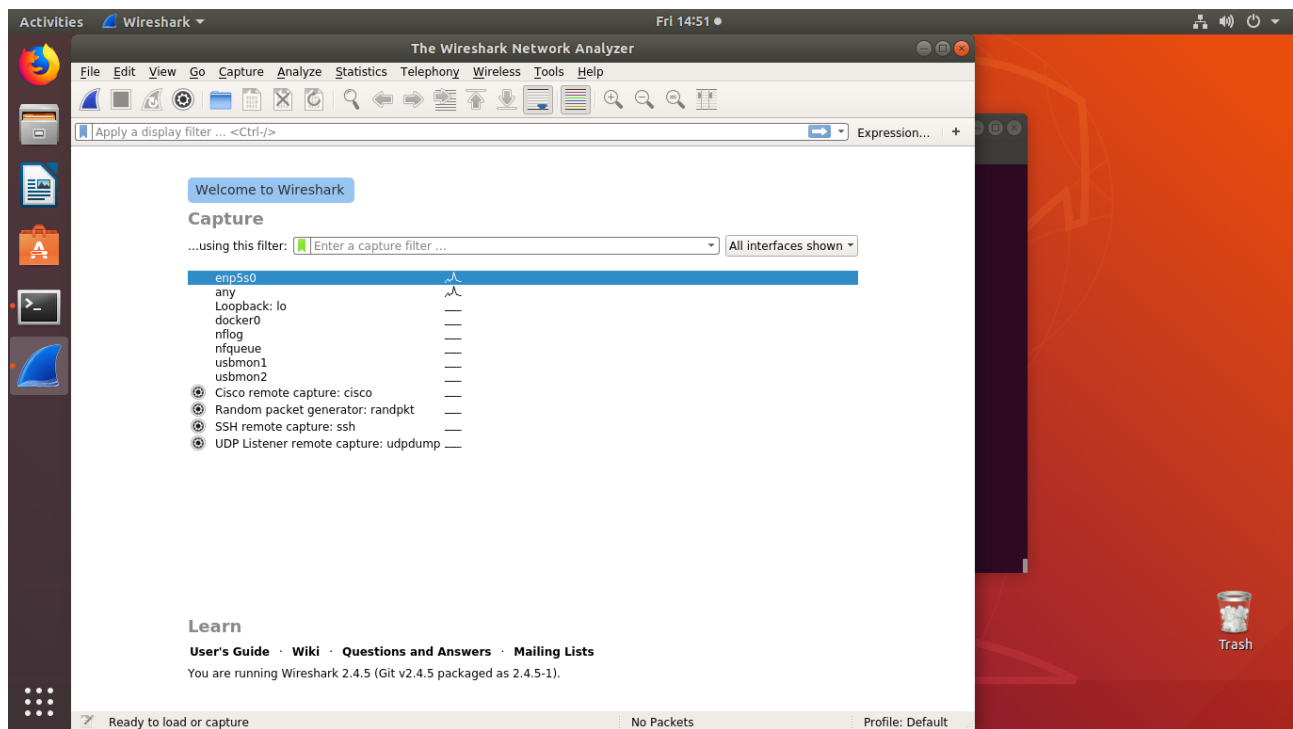 Activities Wireshark Fri 14:51
The Wireshark Network Analyzer
File Edit View Go Capture Analyze Statistics Telephony Wireless Tools Help
Apply a display filter ... <Ctrl-/> Expression... +
Welcome to Wireshark
Capture
...using this filter: Enter a capture filter ... All interfaces shown
enp5s0
any
Loopback: lo
docker0
nflog
nfqueue
usbmon1
usbmon2
Cisco remote capture: cisco
Random packet generator: randpkt
SSH remote capture: ssh
UDP Listener remote capture: udpdump
Learn
User's Guide · Wiki · Questions and Answers · Mailing Lists
You are running Wireshark 2.4.5 (Git v2.4.5 packaged as 2.4.5-1).
Trash
Ready to load or capture No Packets Profile: Default